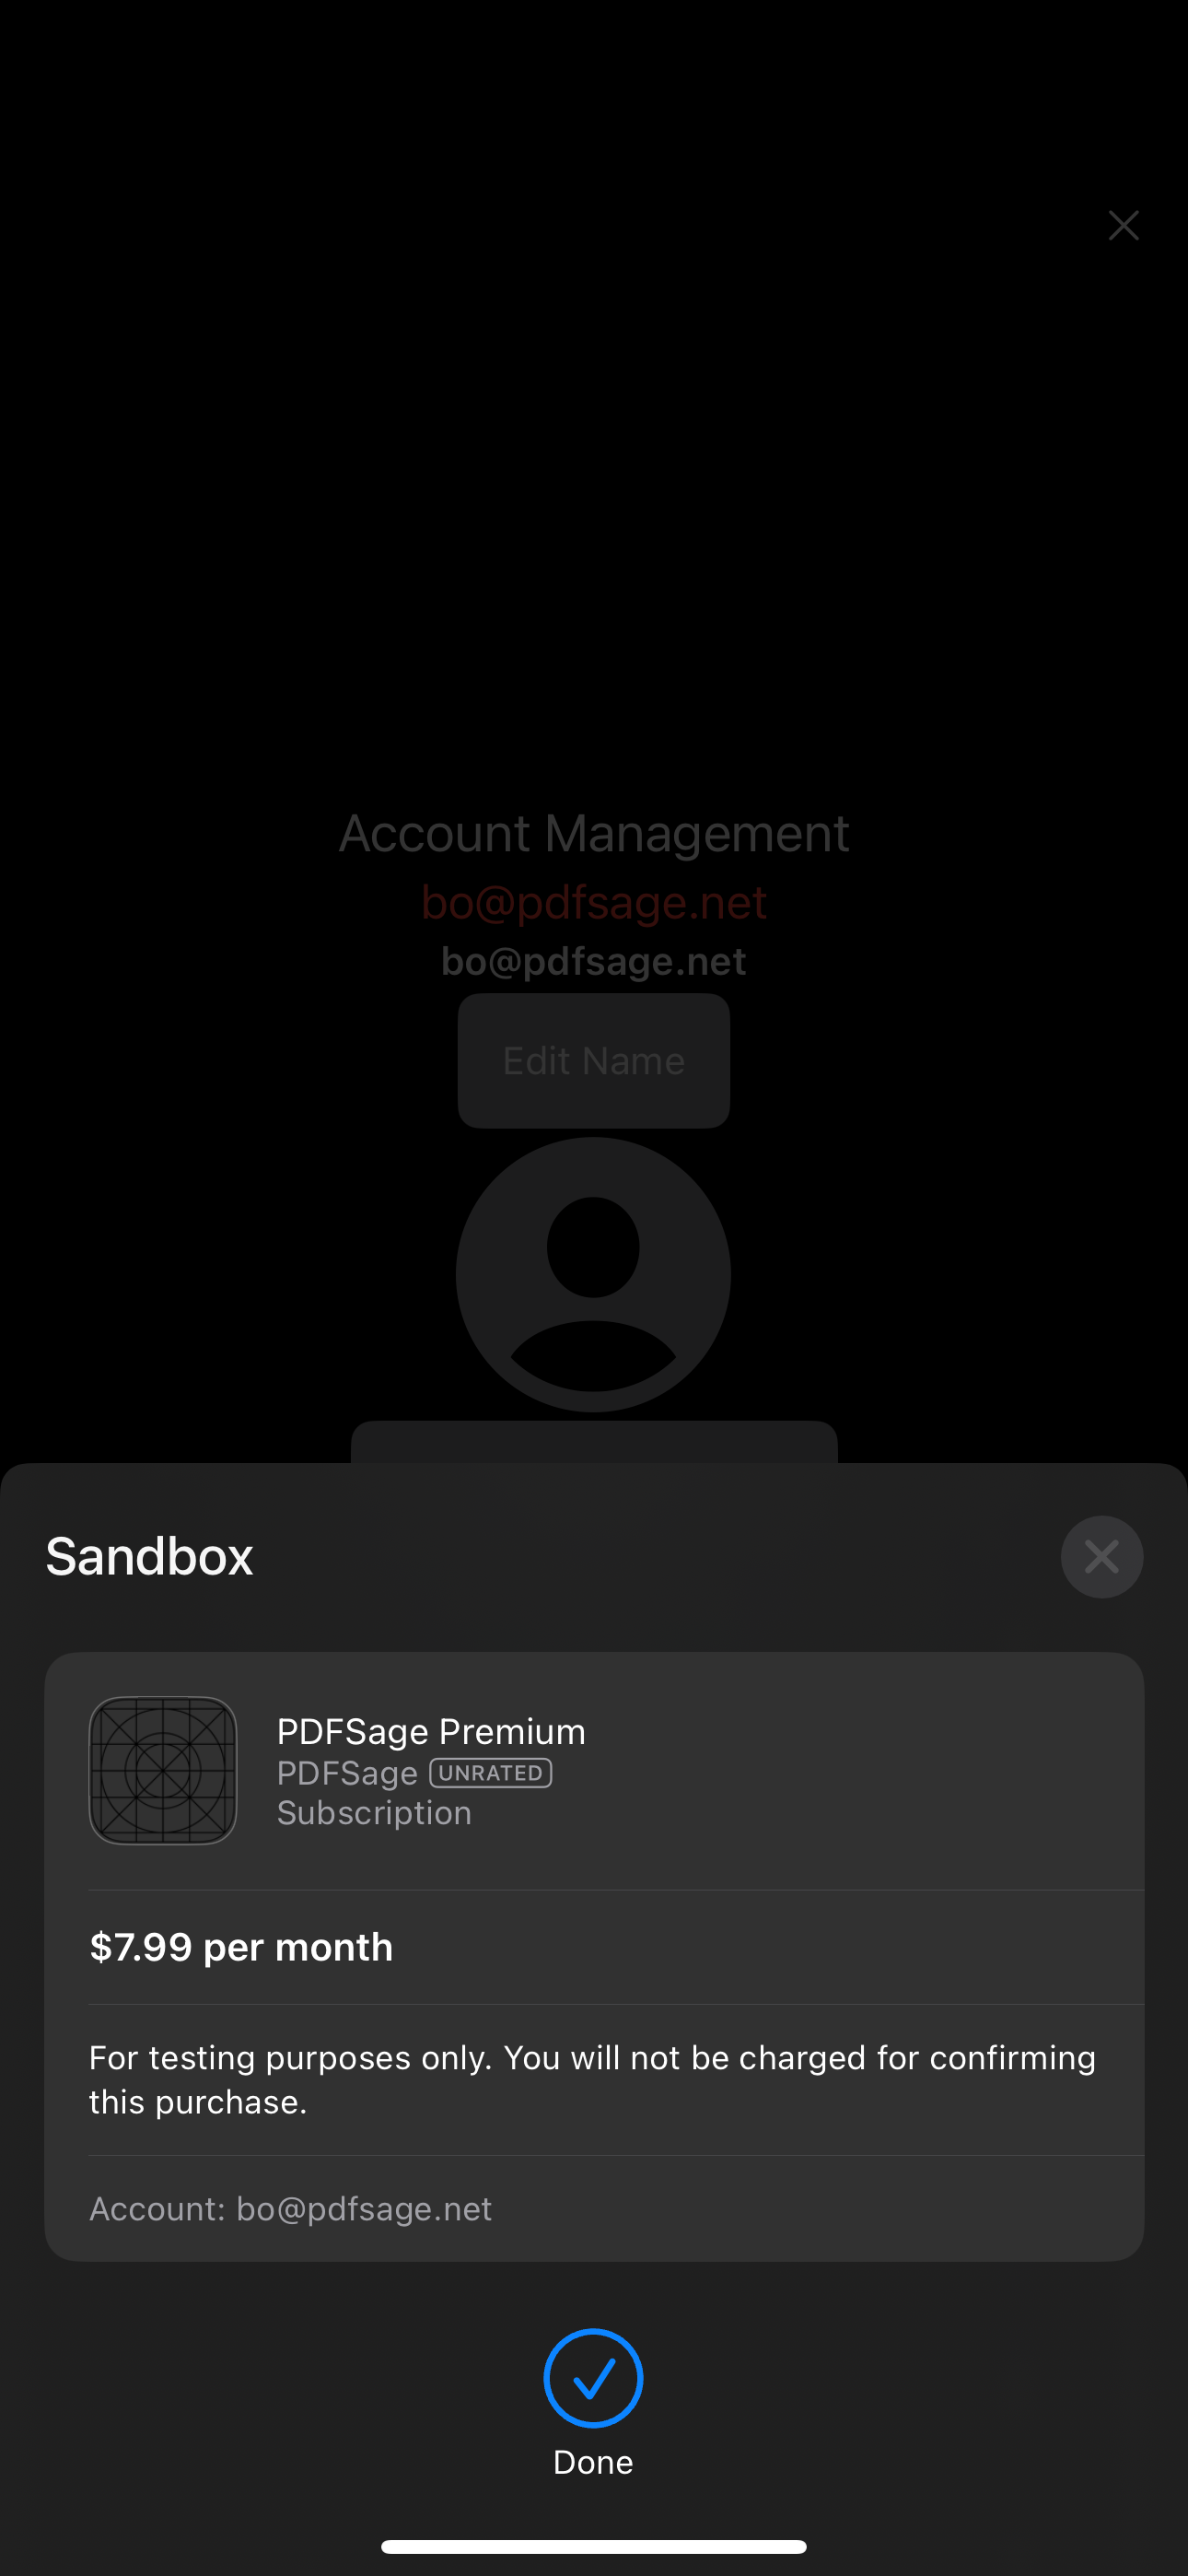 Account Management
bo@pdfsage.net
bo@pdfsage.net
Edit Name
Sandbox
PDFSage Premium
PDFSage UNRATED
Subscription
$7.99 per month
For testing purposes only. You will not be charged for confirming
this purchase.
Account: bo@pdfsage.net
Done